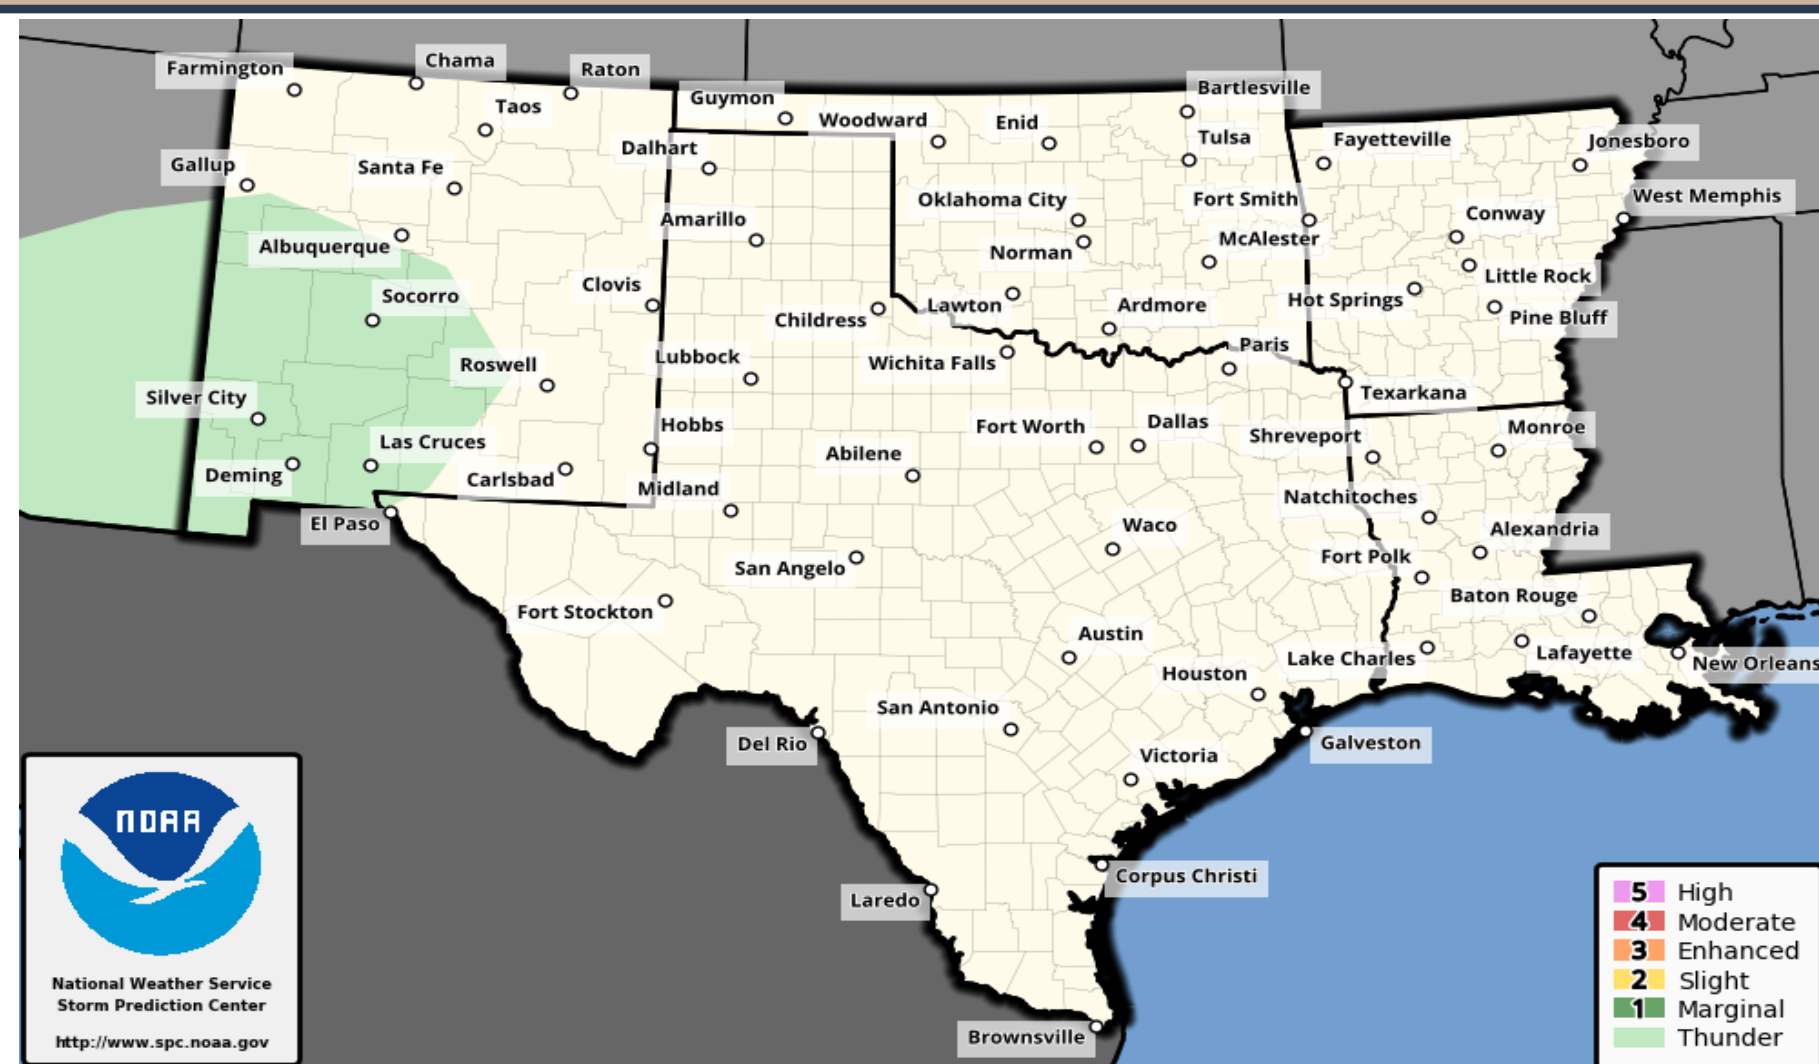 Farmington
Chama
Raton
Taos
Guymon
Woodward
Enid
Bartlesville
Tulsa
Fayetteville
Jonesboro
Gallup
Santa Fe
Dalhart
Oklahoma City
Fort Smith
West Memphis
Amarillo
Conway
Albuquerque
Norman
McAlester
Little Rock
Clovis
Socorro
Childress
Lawton
Ardmore
Hot Springs
Pine Bluff
Roswell
Lubbock
Wichita Falls
Paris
Silver City
Texarkana
Hobbs
Fort Worth
Dallas
Shreveport
Monroe
Las Cruces
Abilene
Deming
Carlsbad
Midland
Natchitoches
El Paso
Waco
Alexandria
San Angelo
Fort Polk
Fort Stockton
Baton Rouge
Austin
Lake Charles
Lafayette
New Orleans
Houston
San Antonio
Del Rio
Galveston
Victoria
Corpus Christi
Laredo
Brownsville
NOAA
National Weather Service
Storm Prediction Center
http://www.spc.noaa.gov
5 High
4 Moderate
3 Enhanced
2 Slight
1 Marginal
Thunder